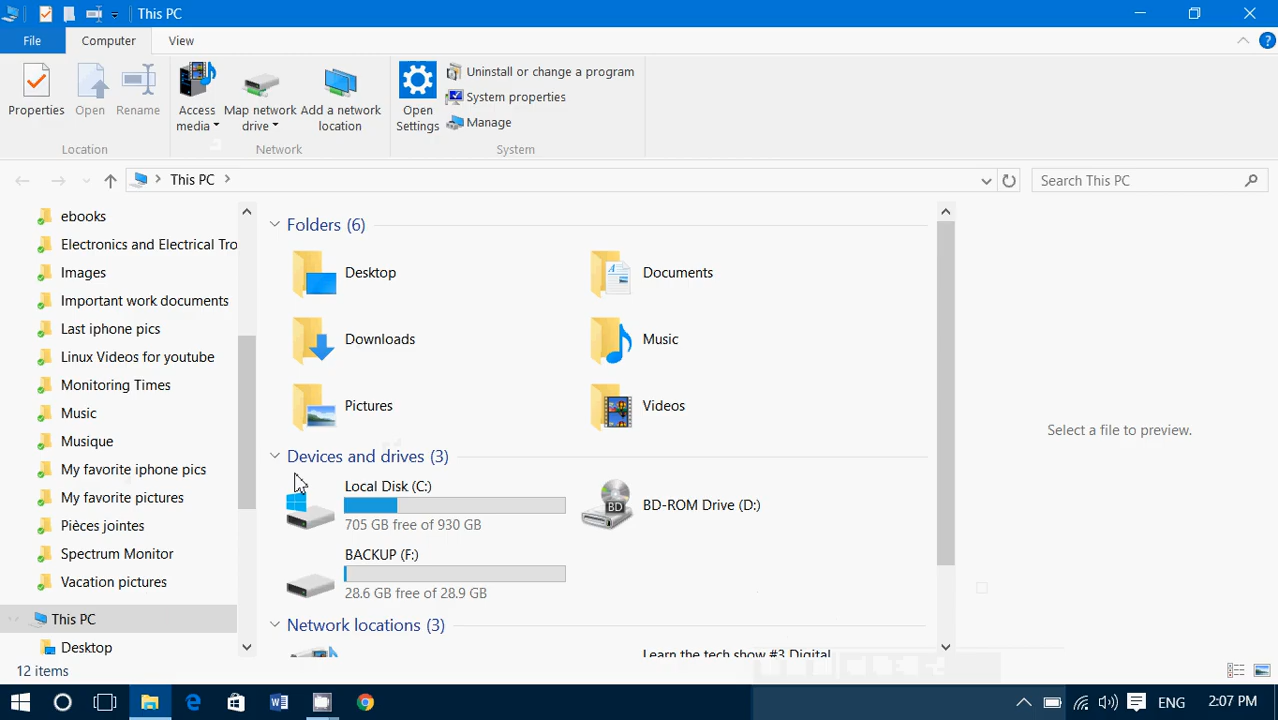 This PC
File
Computer
View
Properties
Open
Rename
Access media
Map network drive
Add a network location
Open Settings
Uninstall or change a program
System properties
Manage
Location
Network
System
This PC
Search This PC
ebooks
Electronics and Electrical Tro
Images
Important work documents
Last iphone pics
Linux Videos for youtube
Monitoring Times
Music
Musique
My favorite iphone pics
My favorite pictures
Pièces jointes
Spectrum Monitor
Vacation pictures
This PC
Desktop
Folders (6)
Desktop
Documents
Downloads
Music
Pictures
Videos
Devices and drives (3)
Local Disk (C:)
705 GB free of 930 GB
BD
BD-ROM Drive (D:)
BACKUP (F:)
28.6 GB free of 28.9 GB
Network locations (3)
Learn the tech show #3 Digital
Select a file to preview.
12 items
ENG
2:07 PM